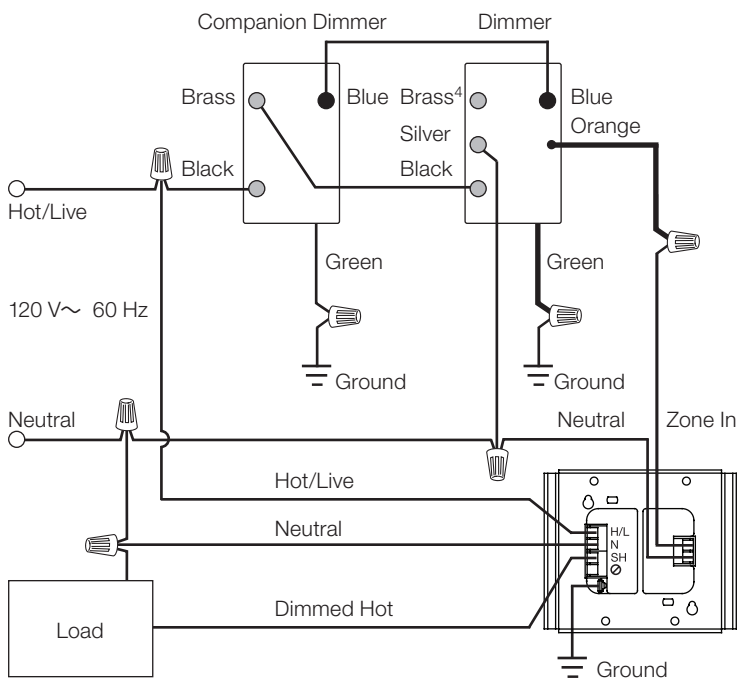 Companion Dimmer
Dimmer
Brass
Blue
Brass⁴
Blue
Orange
Silver
Black
Black
Hot/Live
Green
Green
120 V~ 60 Hz
Ground
Ground
Neutral
Neutral
Zone In
Hot/Live
H/L
N
SH
Neutral
Dimmed Hot
Load
Ground